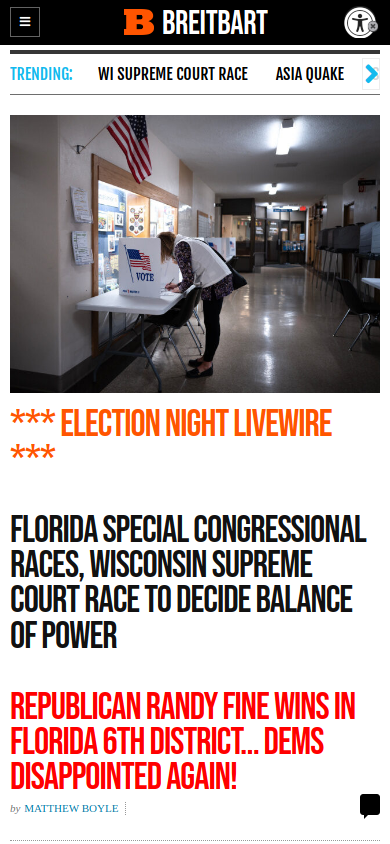 BREITBART
TRENDING:
WI SUPREME COURT RACE
ASIA QUAKE
VOTE
*** ELECTION NIGHT LIVEWIRE
***
FLORIDA SPECIAL CONGRESSIONAL
RACES, WISCONSIN SUPREME
COURT RACE TO DECIDE BALANCE
OF POWER
REPUBLICAN RANDY FINE WINS IN
FLORIDA 6TH DISTRICT... DEMS
DISAPPOINTED AGAIN!
by MATTHEW BOYLE